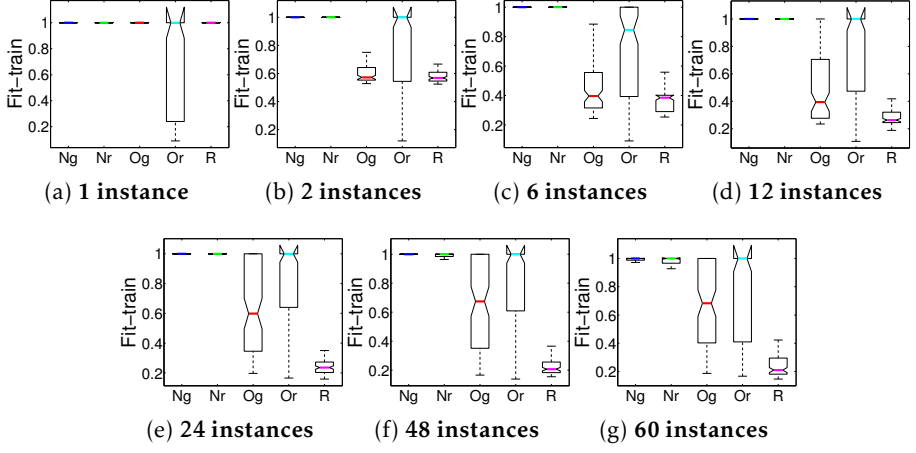 Fit−train
1
0.8
0.6
0.4
0.2
Ng Nr Og Or R
(a) 1 instance
Fit−train
1
0.8
0.6
0.4
0.2
Ng Nr Og Or R
(b) 2 instances
Fit−train
1
0.8
0.6
0.4
0.2
Ng Nr Og Or R
(c) 6 instances
Fit−train
1
0.8
0.6
0.4
0.2
Ng Nr Og Or R
(d) 12 instances
Fit−train
1
0.8
0.6
0.4
0.2
Ng Nr Og Or R
(e) 24 instances
Fit−train
1
0.8
0.6
0.4
0.2
Ng Nr Og Or R
(f) 48 instances
Fit−train
1
0.8
0.6
0.4
0.2
Ng Nr Og Or R
(g) 60 instances